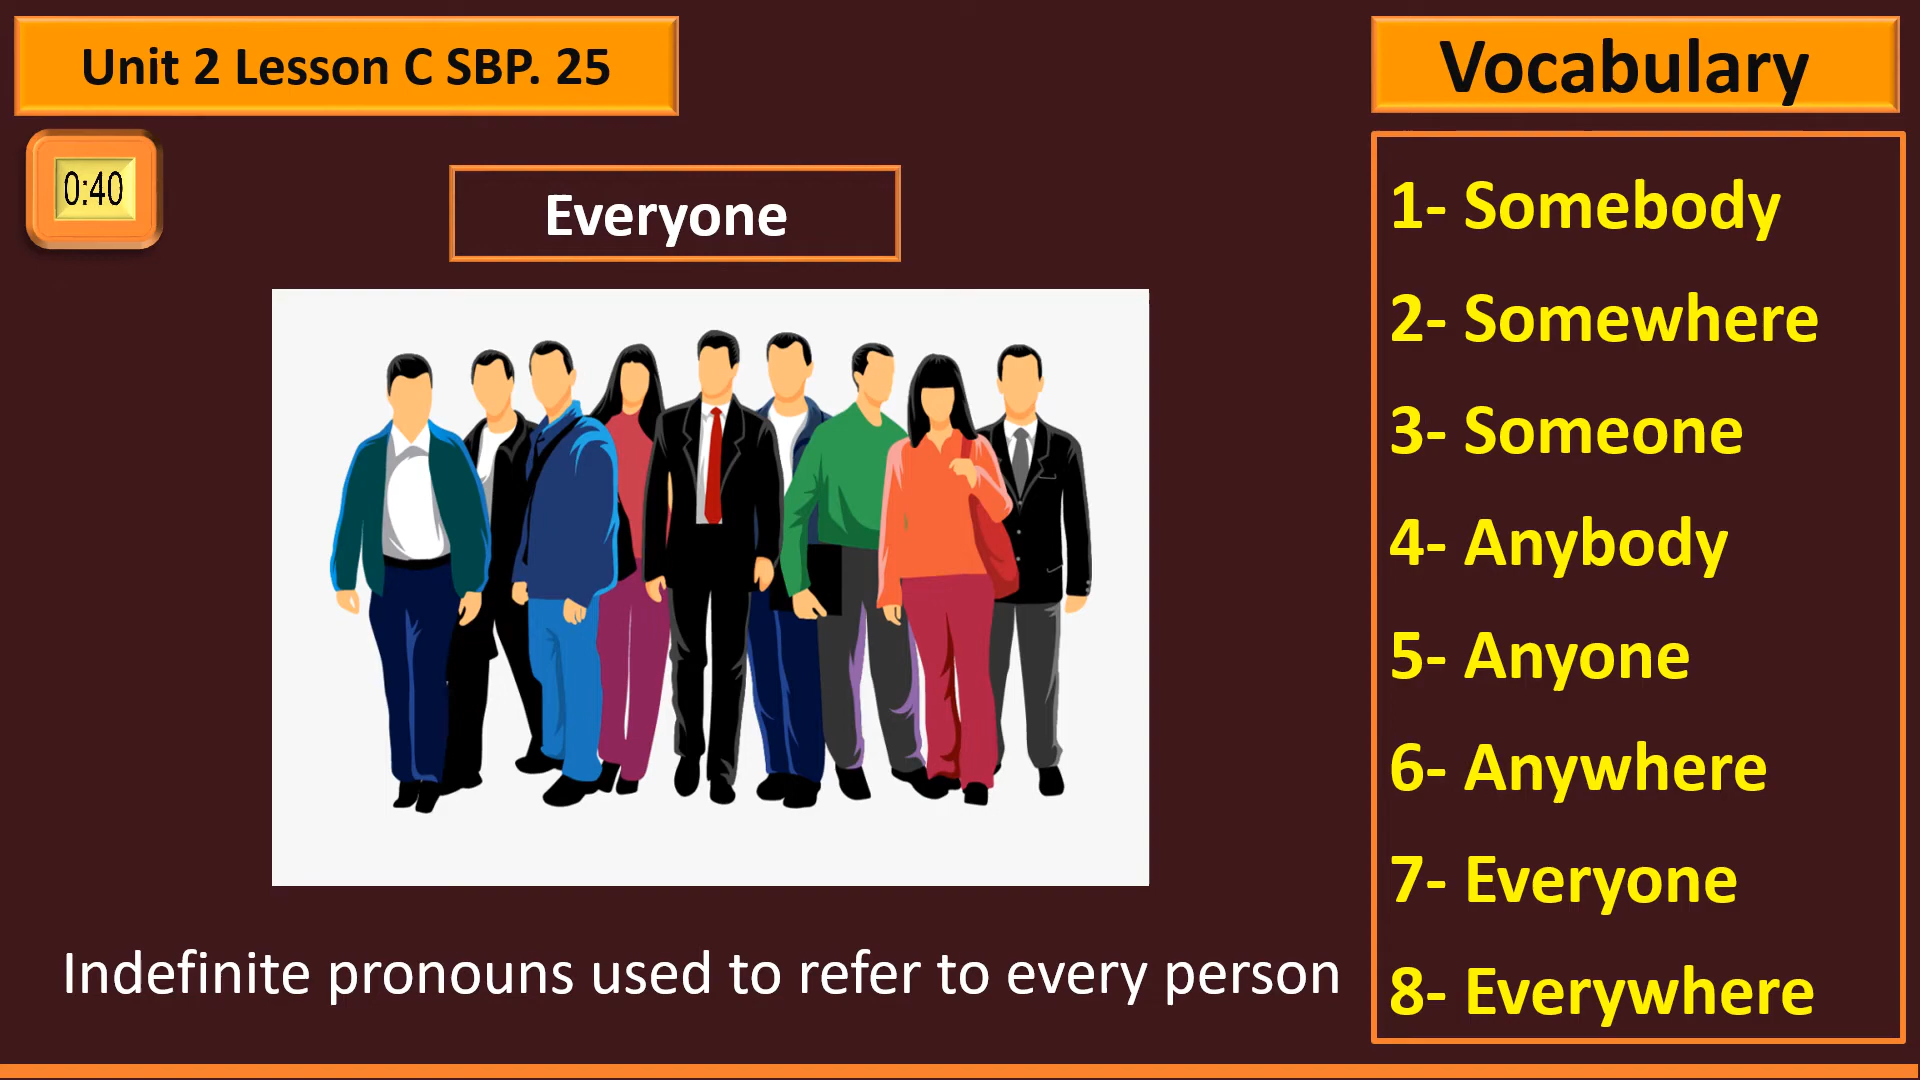 Unit 2 Lesson C SBP. 25
Vocabulary
0:40
Everyone
1- Somebody
2- Somewhere
3- Someone
4- Anybody
5- Anyone
6- Anywhere
7- Everyone
8- Everywhere
Indefinite pronouns used to refer to every person